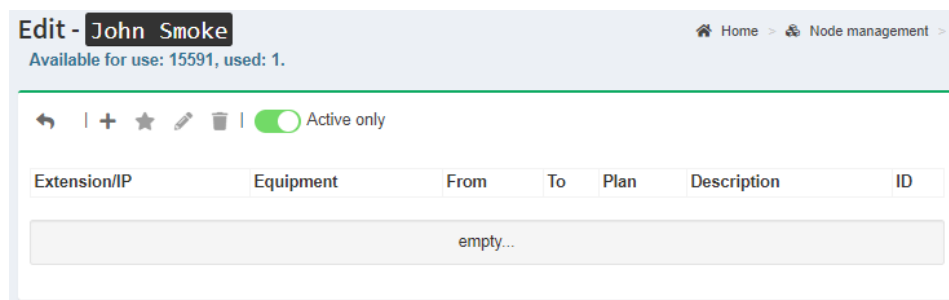 Edit - John Smoke
Home > Node management >
Available for use: 15591, used: 1.
| + | Active only
Extension/IP Equipment From To Plan Description ID
empty...